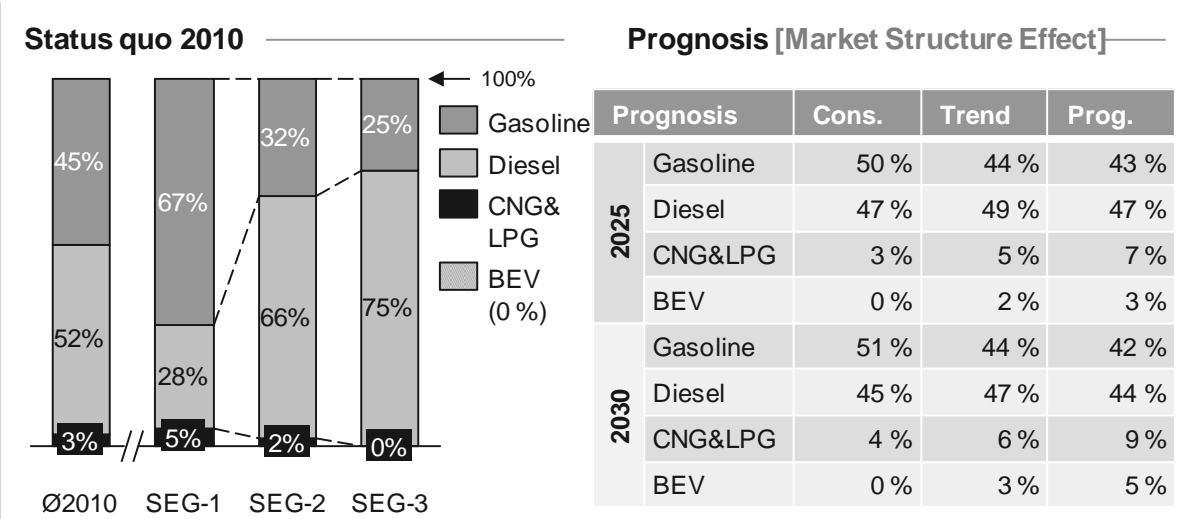 Status quo 2010
45%
52%
3%
67%
28%
5%
32%
66%
2%
25%
75%
0%
Ø2010 SEG-1 SEG-2 SEG-3
100%
Gasoline
Diesel
CNG&
LPG
BEV
(0 %)
Prognosis [Market Structure Effect]
Prognosis Cons. Trend Prog.
2025
Gasoline 50 % 44 % 43 %
Diesel 47 % 49 % 47 %
CNG&LPG 3 % 5 % 7 %
BEV 0 % 2 % 3 %
2030
Gasoline 51 % 44 % 42 %
Diesel 45 % 47 % 44 %
CNG&LPG 4 % 6 % 9 %
BEV 0 % 3 % 5 %